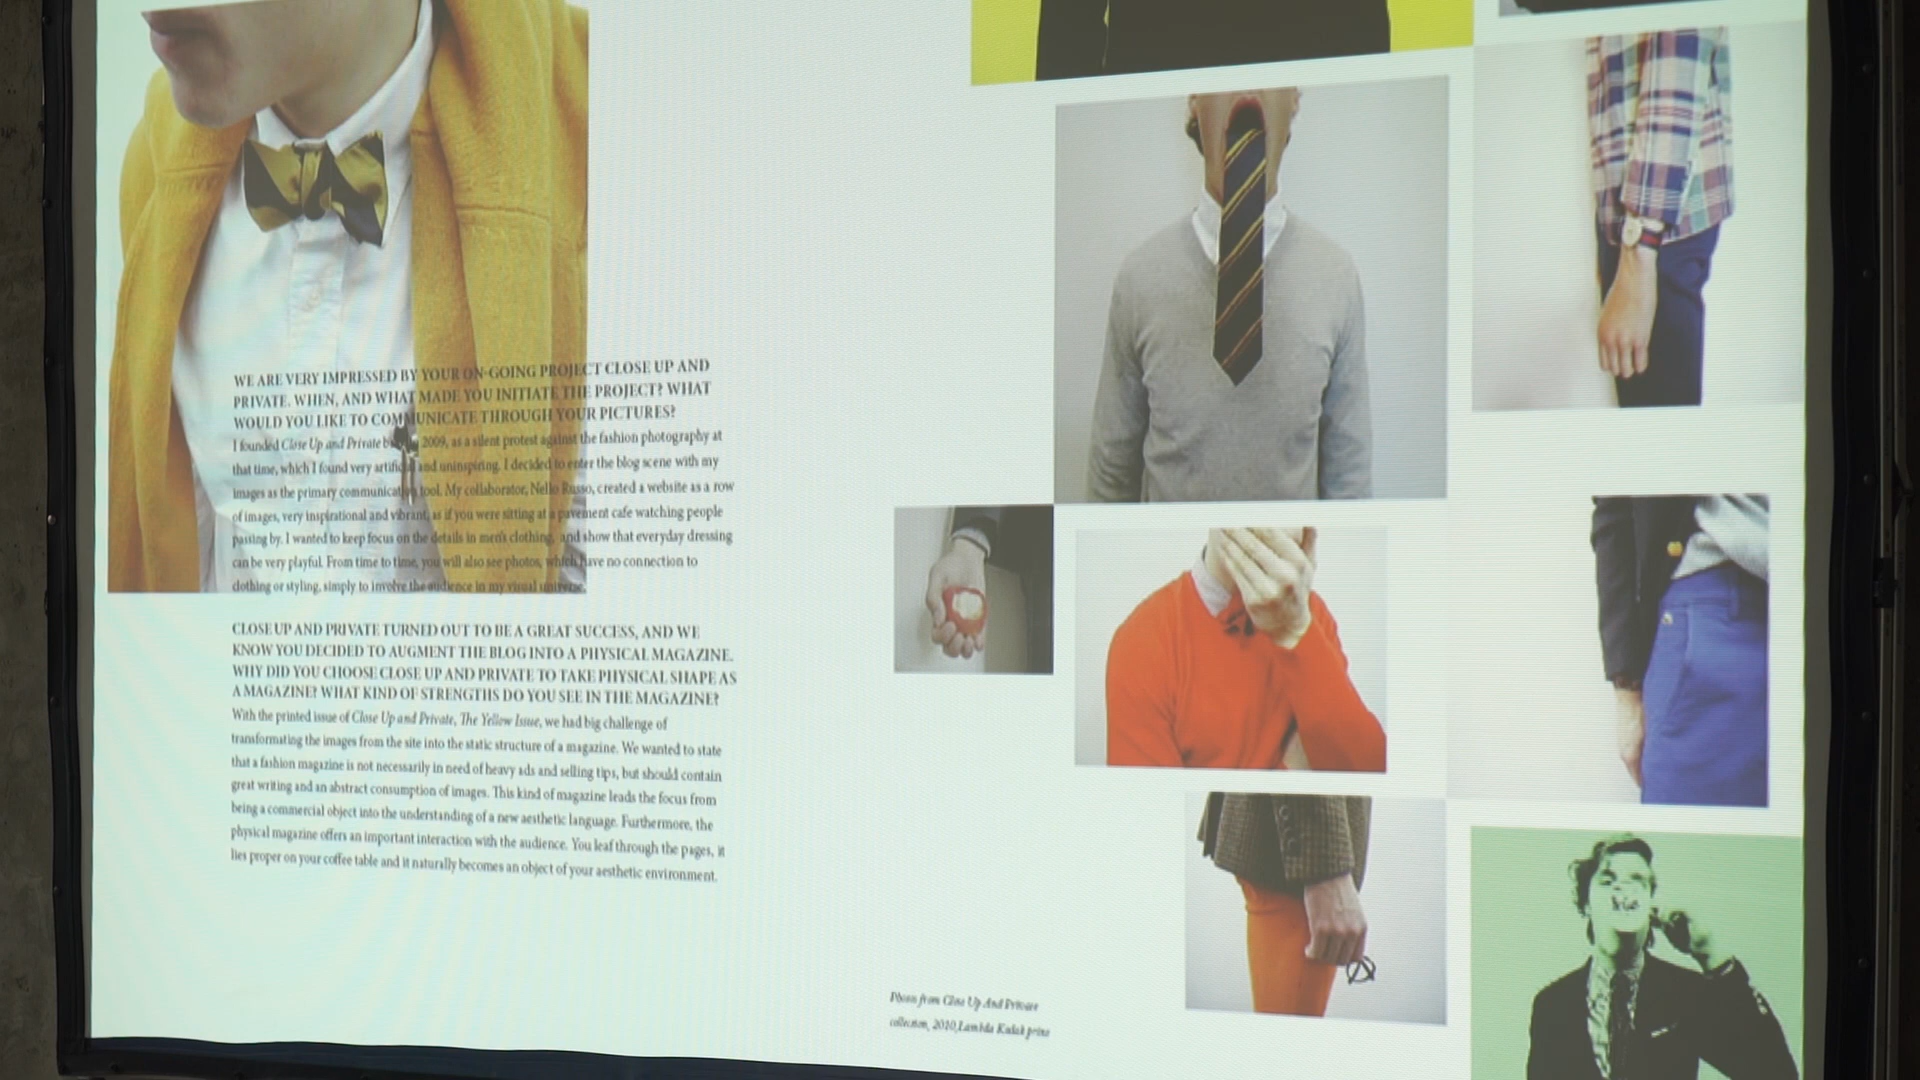 WE ARE VERY IMPRESSED BY YOUR ON-GOING PROJECT CLOSE UP AND
PRIVATE. WHEN, AND WHAT MADE YOU INITIATE THE PROJECT? WHAT
WOULD YOU LIKE TO COMMUNICATE THROUGH YOUR PICTURES?
I founded Close Up and Private 2009, as a silent protest against the fashion photography at
that time, which I found very artificial and uninspiring. I decided to enter the blog scene with my
images as the primary communication tool. My collaborator, Nello Russo, created a website as a row
of images, very inspirational and vibrant, as if you were sitting at a pavement cafe watching people
passing by. I wanted to keep focus on the details in men's clothing, and show that everyday dressing
can be very playful. From time to time, you will also see photos, which have no connection to
clothing or styling, simply to involve the audience in my visual universe.
CLOSE UP AND PRIVATE TURNED OUT TO BE A GREAT SUCCESS, AND WE
KNOW YOU DECIDED TO AUGMENT THE BLOG INTO A PHYSICAL MAGAZINE.
WHY DID YOU CHOOSE CLOSE UP AND PRIVATE TO TAKE PHYSICAL SHAPE AS
A MAGAZINE? WHAT KIND OF STRENGTHS DO YOU SEE IN THE MAGAZINE?
With the printed issue of Close Up and Private, The Yellow Issue, we had big challenge of
transformating the images from the site into the static structure of a magazine. We wanted to state
that a fashion magazine is not necessarily in need of heavy ads and selling tips, but should contain
great writing and an abstract consumption of images. This kind of magazine leads the focus from
being a commercial object into the understanding of a new aesthetic language. Furthermore, the
physical magazine offers an important interaction with the audience. You leaf through the pages, it
lies proper on your coffee table and it naturally becomes an object of your aesthetic environment.
Photos from Close Up And Private
collection, 2010, Lambda Kodak prints